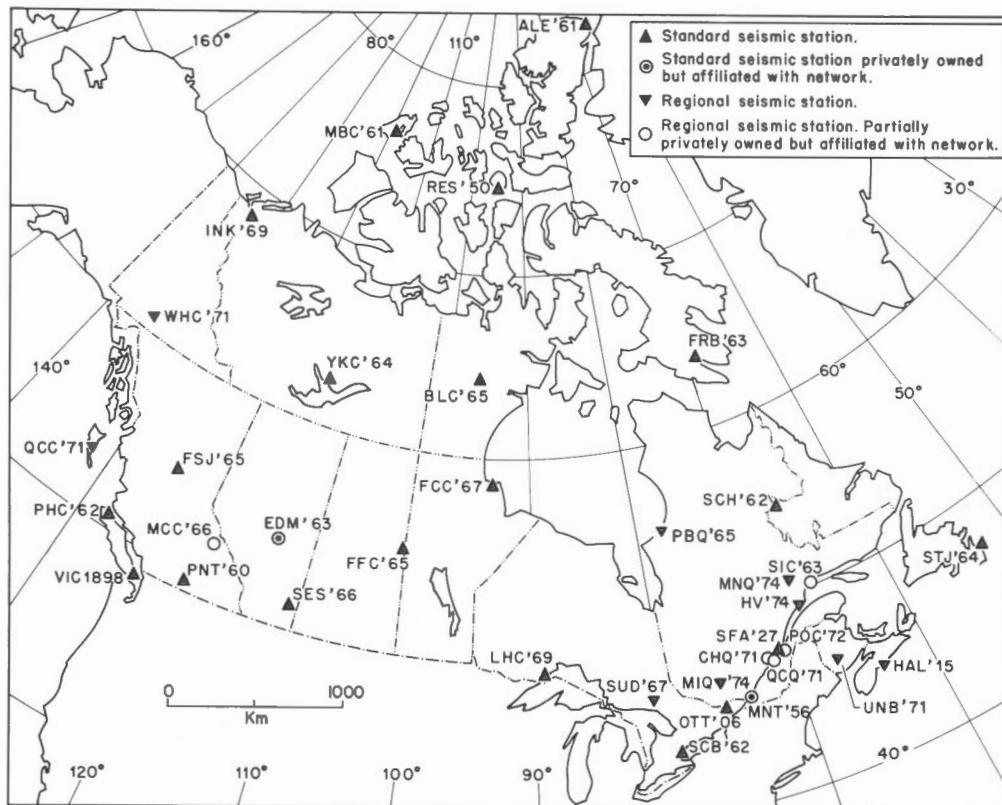 ALE'61
160°
80°
110°
▲ Standard seismic station.
◉ Standard seismic station privately owned
but affiliated with network.
▼ Regional seismic station.
○ Regional seismic station. Partially
privately owned but affiliated with network.
MBC'61
RES'50
70°
30°
INK'69
WHC'71
FRB'63
140°
YKC'64
BLC'65
60°
50°
QCC'71
FSJ'65
FCC'67
SCH'62
PHC'62
MCC'66
EDM'63
PBQ'65
STJ'64
FFC'65
SIC'63
VIC1898
PNT'60
MNQ'74
SES'66
HV'74
SFA'27
POC'72
LHC'69
CHQ'71
HAL'15
QCQ'71
0
1000
SUD'67
MIQ'74
Km
MNT'56
UNB'71
OTT'06
SCB'62
40°
120°
110°
100°
90°